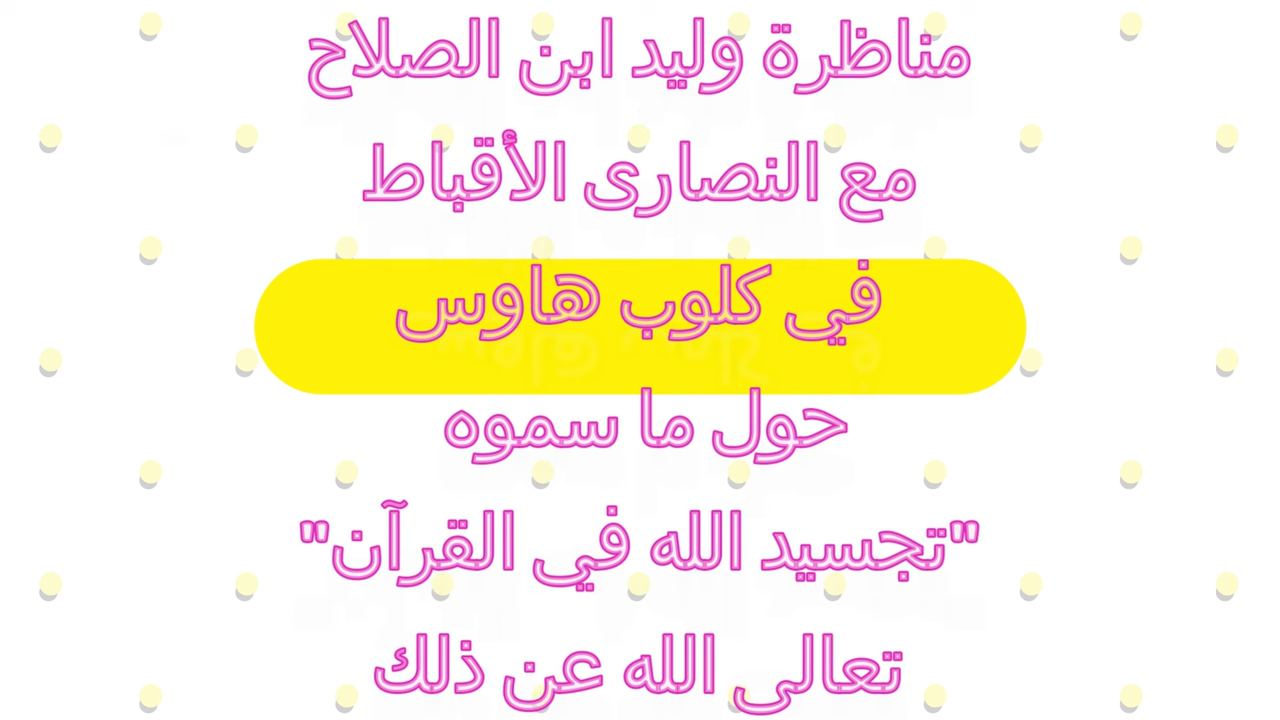 مناظرة وليد ابن الصلاح
مع النصارى الأقباط
في كلوب هاوس
حول ما سموه
"تجسيد الله في القرآن"
تعالى الله عن ذلك